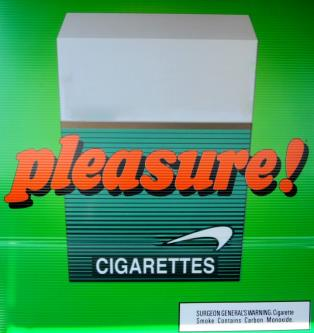 pleasure!
CIGARETTES
SURGEON GENERAL'S WARNING: Cigarette
Smoke Contains Carbon Monoxide.